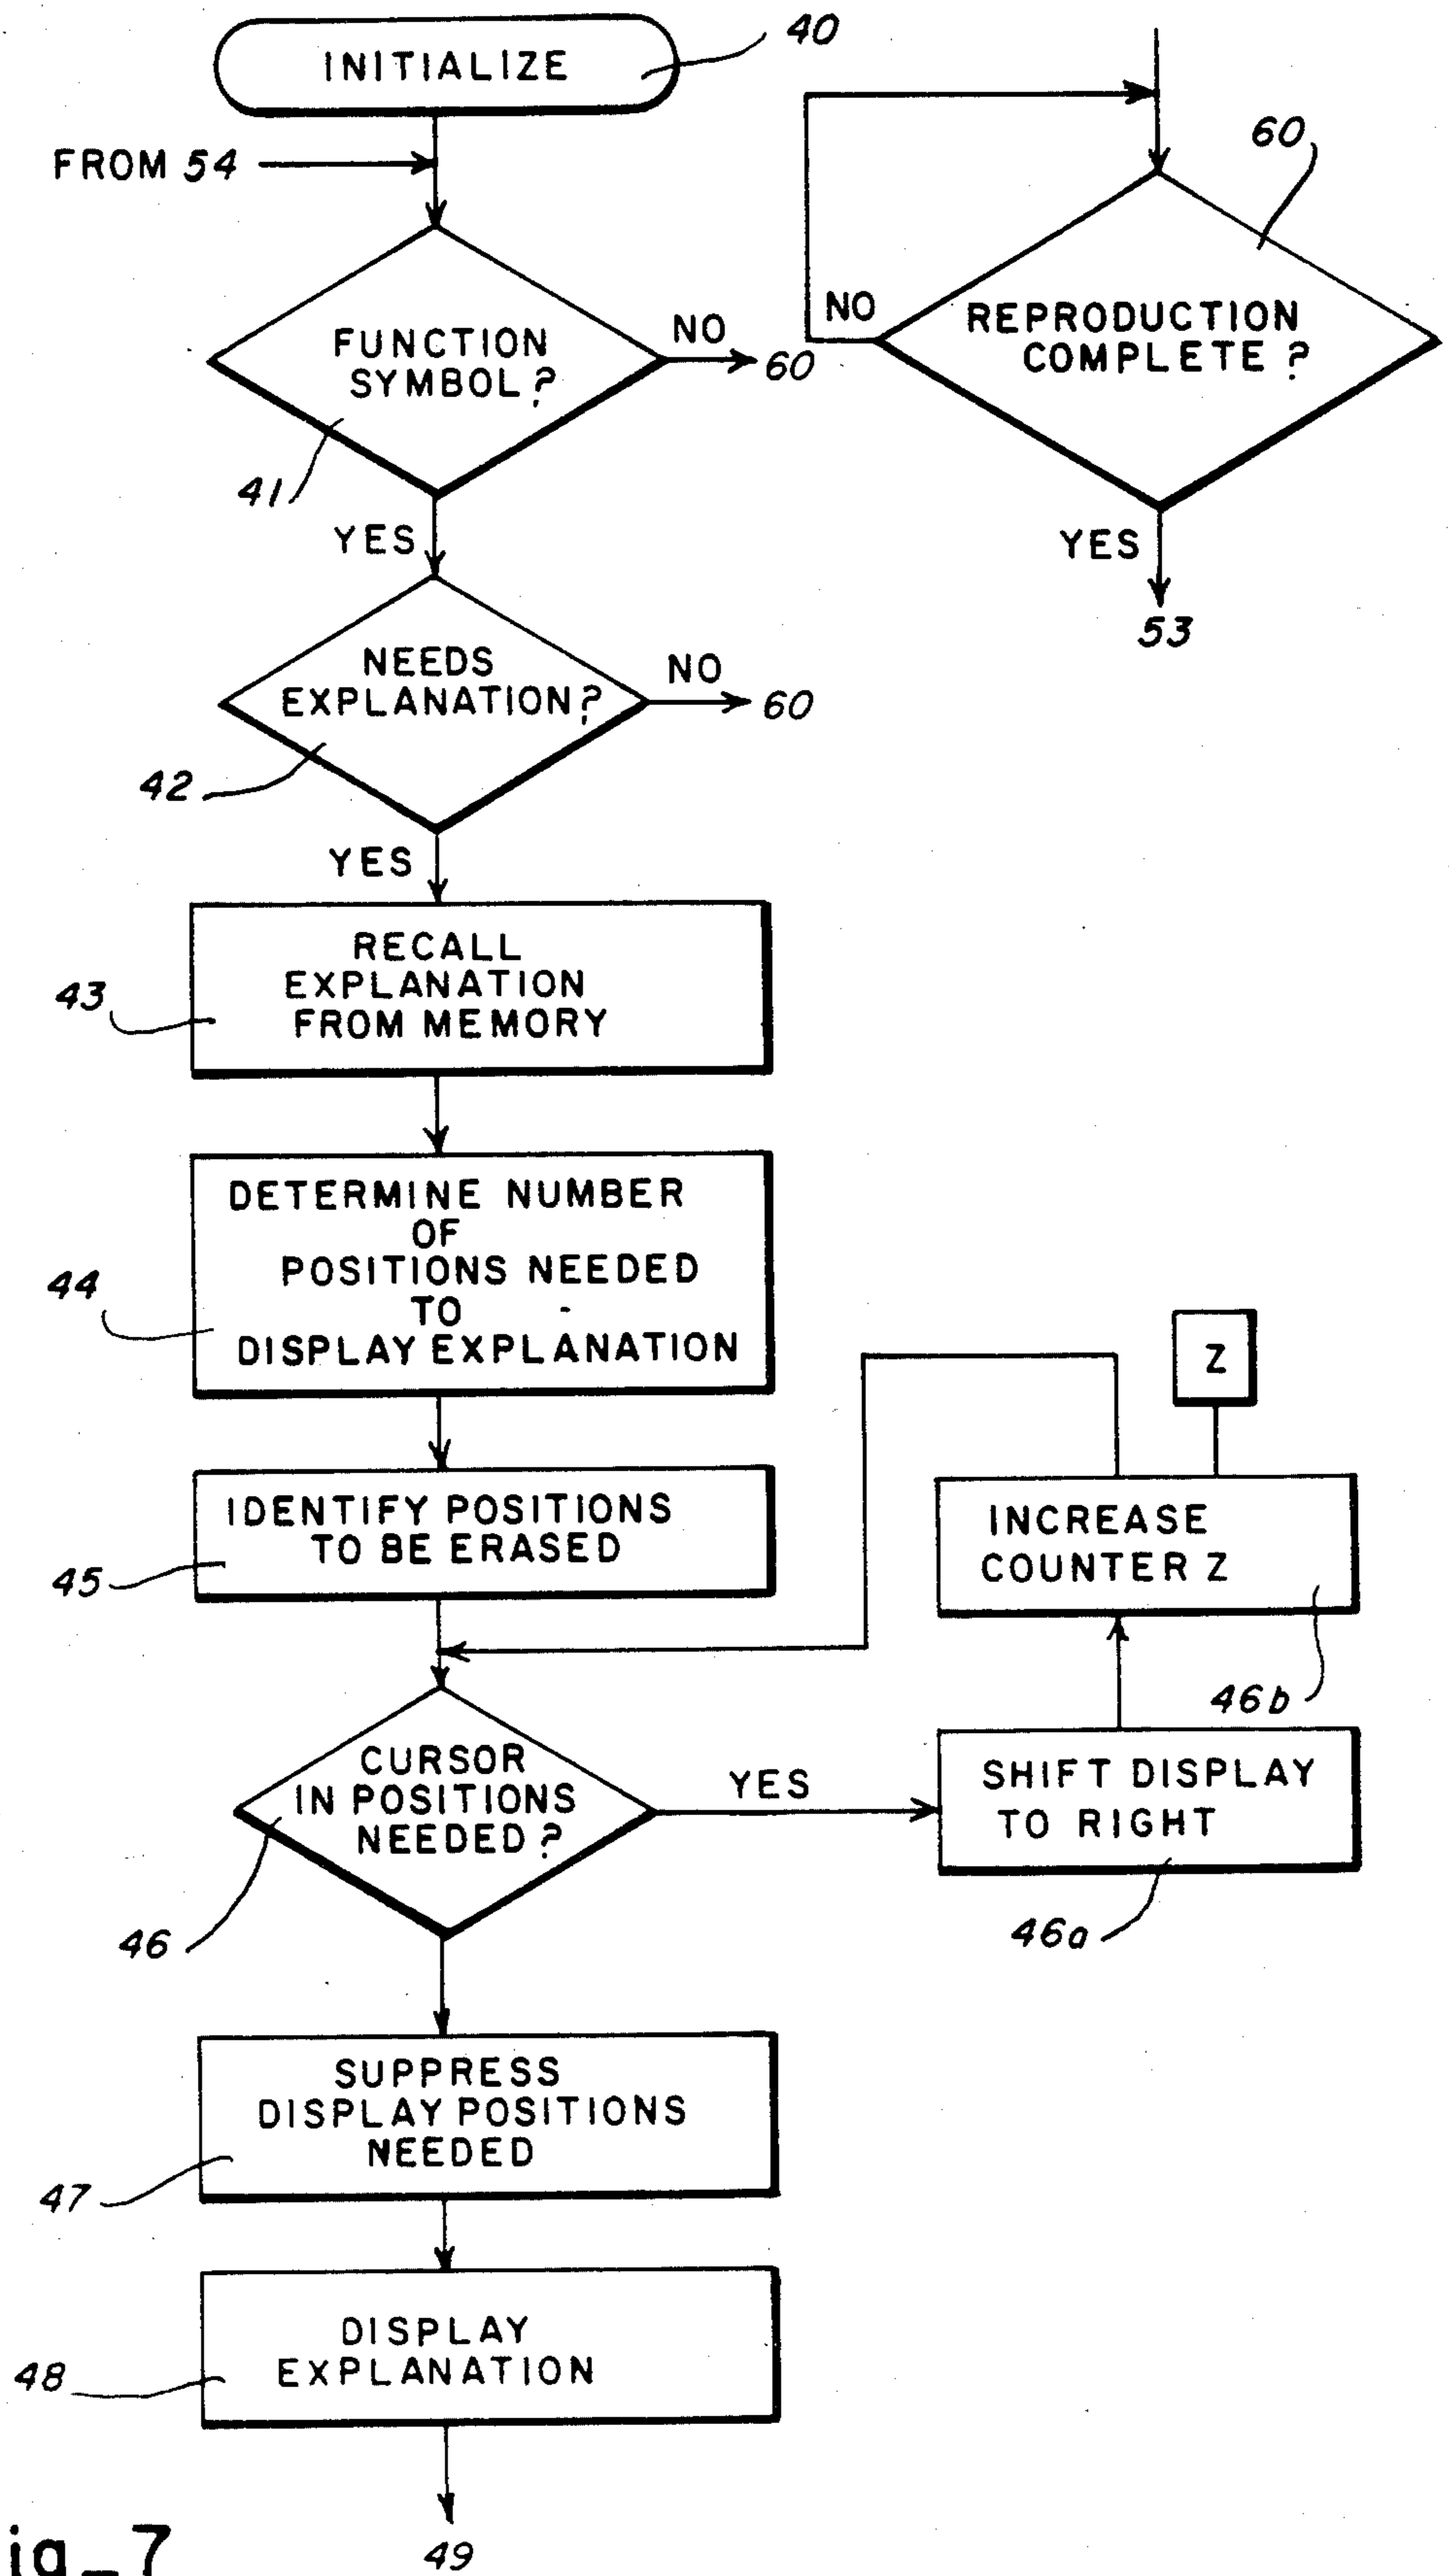 INITIALIZE
40
FROM 54
FUNCTION
SYMBOL?
NO
60
41
YES
NEEDS
EXPLANATION?
NO
60
42
YES
RECALL
EXPLANATION
FROM MEMORY
43
DETERMINE NUMBER
OF
POSITIONS NEEDED
TO
DISPLAY EXPLANATION
44
IDENTIFY POSITIONS
TO BE ERASED
45
CURSOR
IN POSITIONS
NEEDED?
46
YES
SHIFT DISPLAY
TO RIGHT
46a
INCREASE
COUNTER Z
46b
Z
SUPPRESS
DISPLAY POSITIONS
NEEDED
47
DISPLAY
EXPLANATION
48
49
60
REPRODUCTION
COMPLETE?
NO
YES
53
ig_7